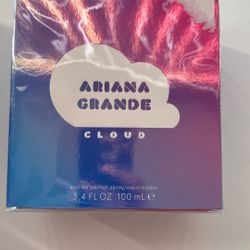 ARIANA
GRANDE
CLOUD
eau de parfum spray/vaporisateur
3.4 FL OZ 100 mL ℮